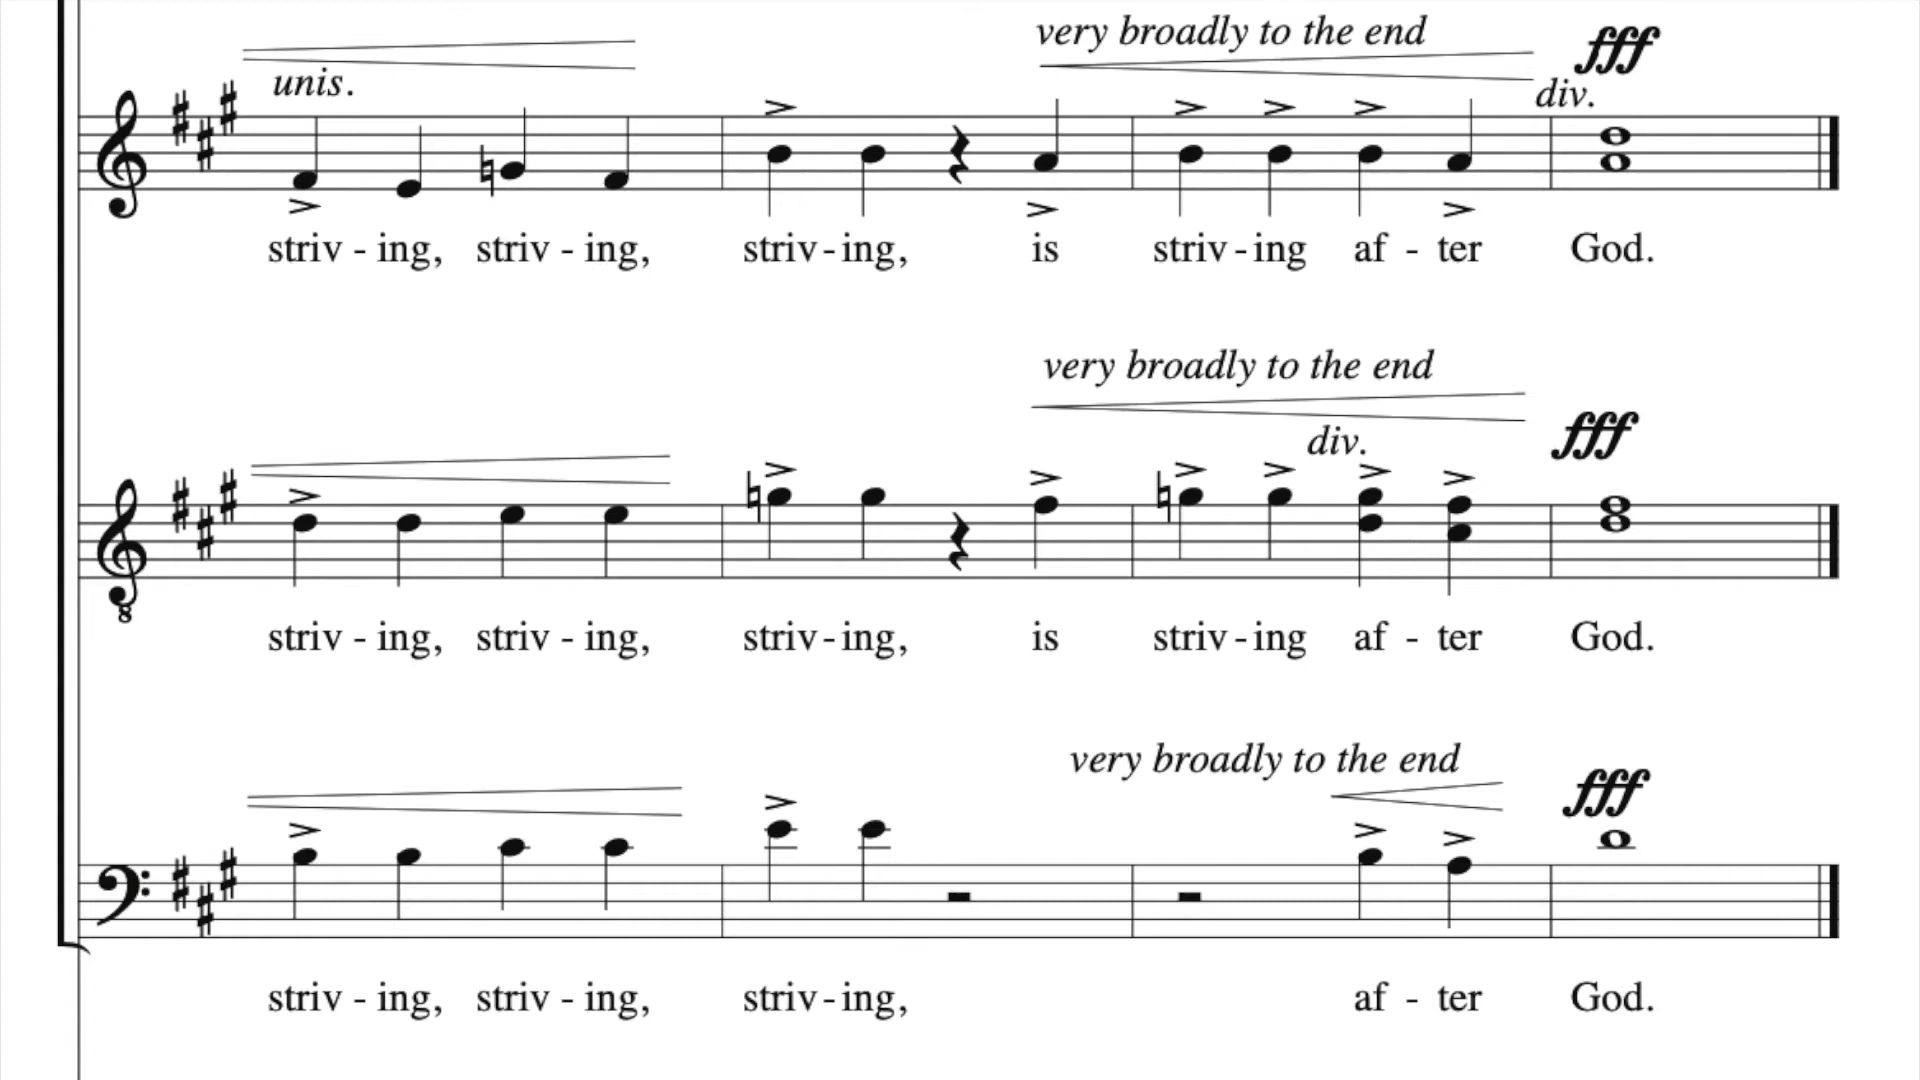 very broadly to the end
fff
unis.
div.
striv - ing, striv - ing, striv - ing, is striv - ing af - ter God.
very broadly to the end
fff
div.
8
striv - ing, striv - ing, striv - ing, is striv - ing af - ter God.
very broadly to the end
fff
striv - ing, striv - ing, striv - ing, af - ter God.